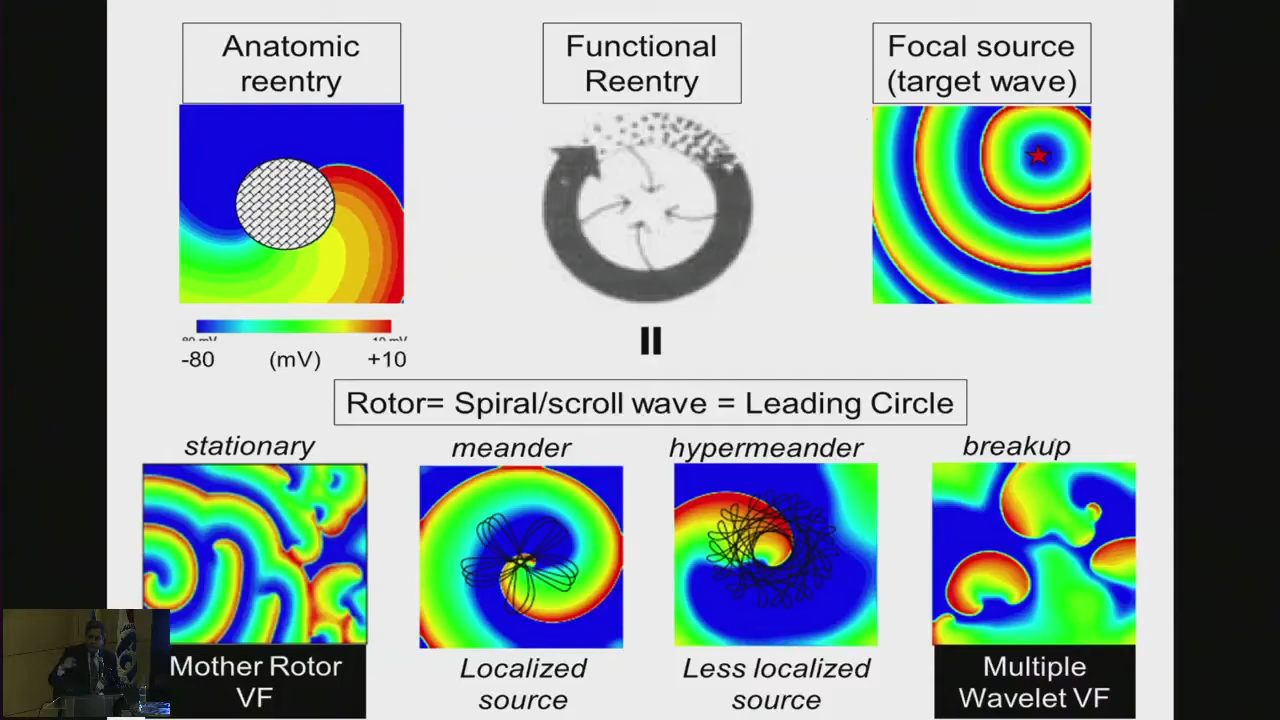 Anatomic
reentry
Functional
Reentry
Focal source
(target wave)
-80 (mV) +10
Rotor= Spiral/scroll wave = Leading Circle
stationary
meander
hypermeander
breakup
Mother Rotor
VF
Localized
source
Less localized
source
Multiple
Wavelet VF